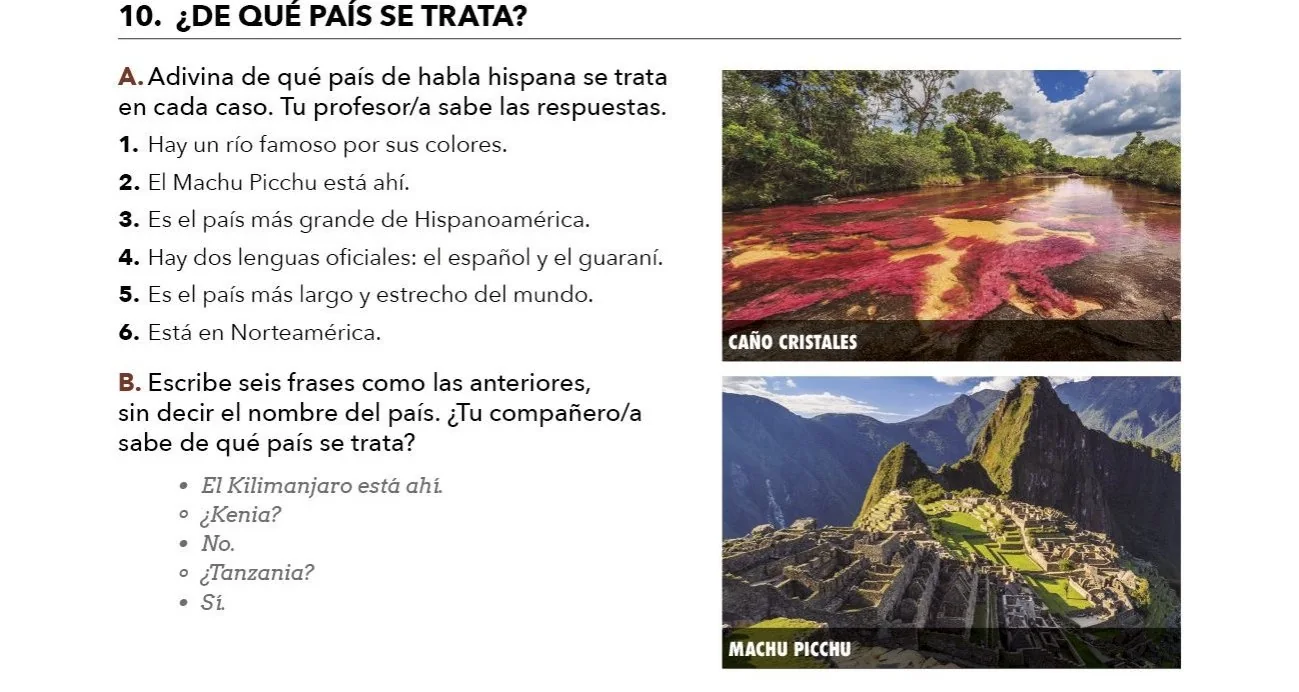 10. ¿DE QUÉ PAÍS SE TRATA?
A. Adivina de qué país de habla hispana se trata
en cada caso. Tu profesor/a sabe las respuestas.
1. Hay un río famoso por sus colores.
2. El Machu Picchu está ahí.
3. Es el país más grande de Hispanoamérica.
4. Hay dos lenguas oficiales: el español y el guaraní.
5. Es el país más largo y estrecho del mundo.
6. Está en Norteamérica.
B. Escribe seis frases como las anteriores,
sin decir el nombre del país. ¿Tu compañero/a
sabe de qué país se trata?
• El Kilimanjaro está ahí.
○ ¿Kenia?
• No.
○ ¿Tanzania?
• Sí.
CAÑO CRISTALES
MACHU PICCHU